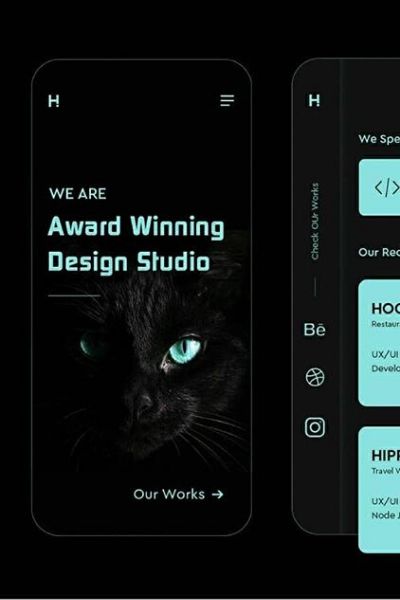 H
WE ARE
Award Winning
Design Studio
Our Works →
H
Check OUr Works
Bē
We Spe
</>
Our Rec
HOO
Restaur
UX/UI
Develo
HIPP
Travel W
UX/UI
Node J